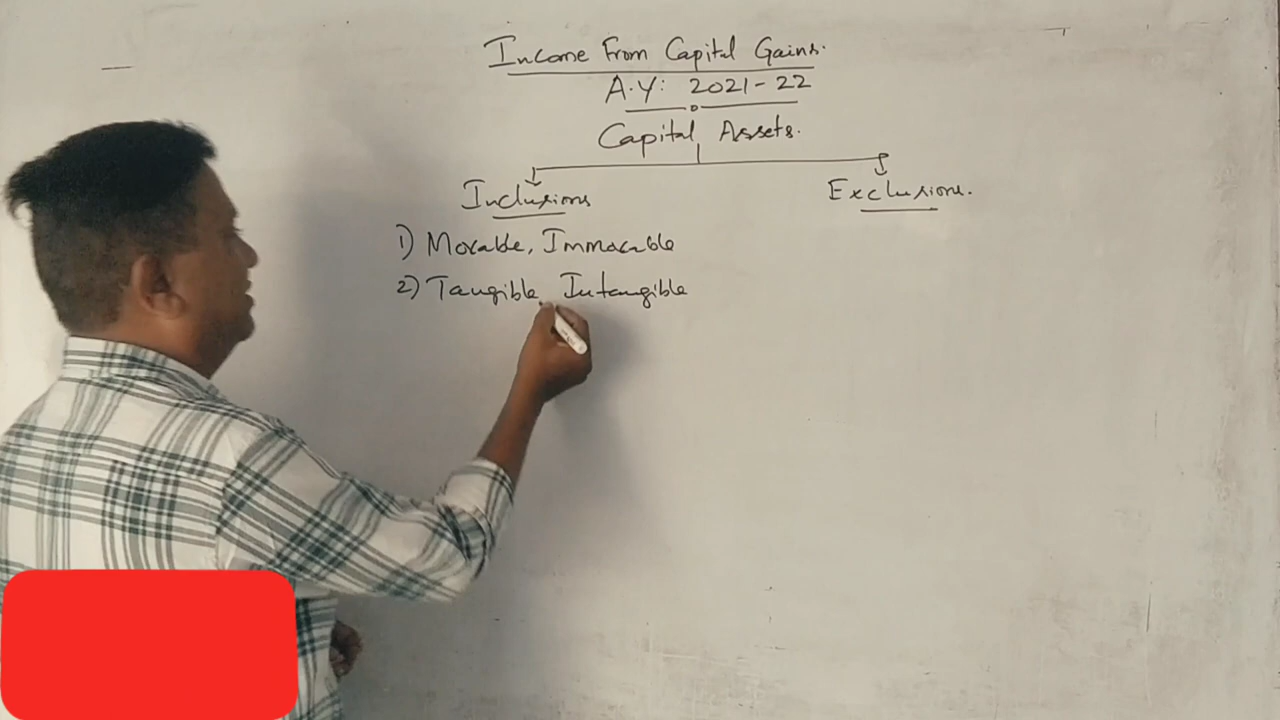 Income From Capital Gains.
A.Y: 2021-22
Capital Assets.
Inclusions Exclusions.
1) Movable, Immovable
2) Tangible, Intangible